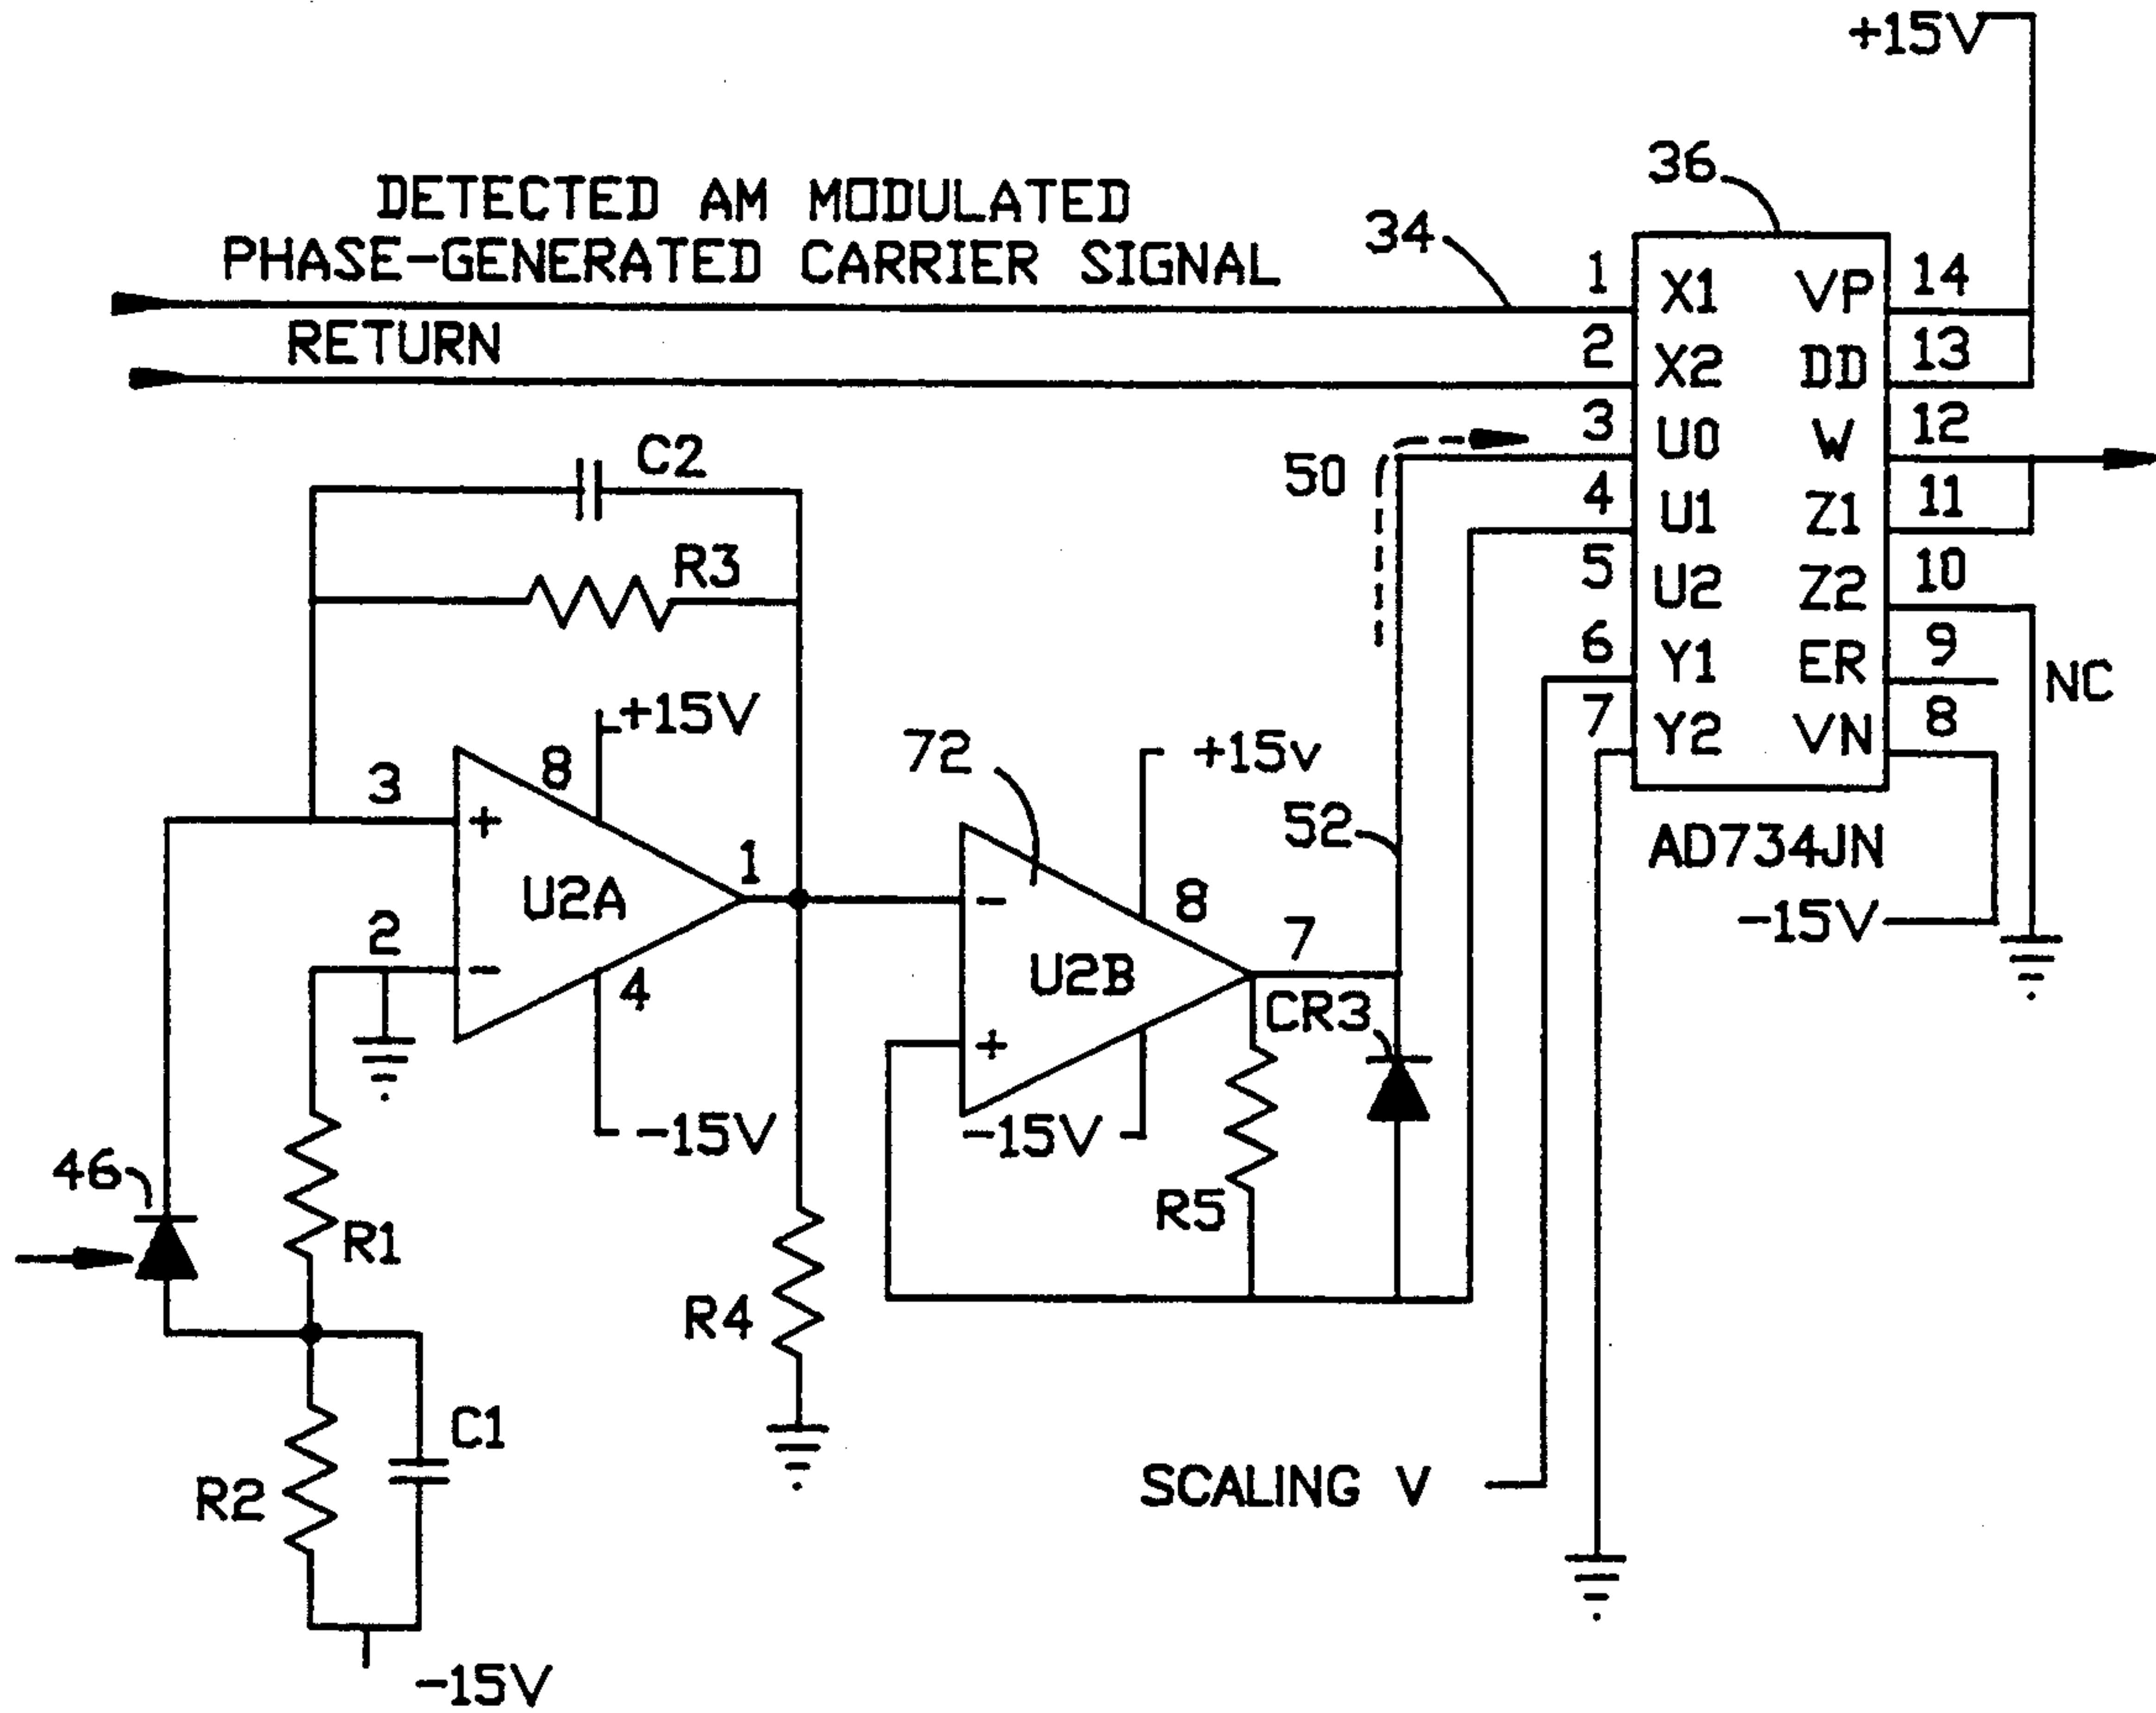 +15V
36
DETECTED AM MODULATED
PHASE-GENERATED CARRIER SIGNAL
34
RETURN
1 X1 VP 14
2 X2 DD 13
3 U0 W 12
4 U1 Z1 11
5 U2 Z2 10
6 Y1 ER 9
7 Y2 VN 8
NC
AD734JN
-15V
50
C2
R3
+15V
3
8
+
U2A
1
2
-
4
-15V
72
+15v
52
-
8
7
U2B
+
CR3
-15V
R5
46
R1
R4
C1
R2
SCALING V
-15V